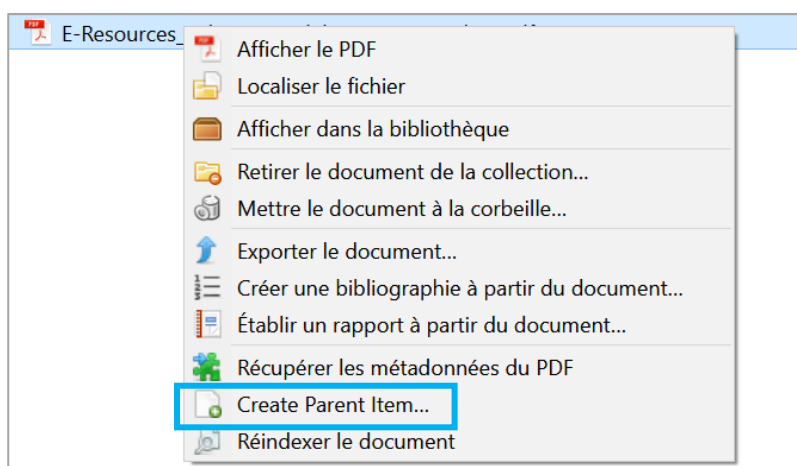 E-Resources_
Afficher le PDF
Localiser le fichier
Afficher dans la bibliothèque
Retirer le document de la collection...
Mettre le document à la corbeille...
Exporter le document...
Créer une bibliographie à partir du document...
Établir un rapport à partir du document...
Récupérer les métadonnées du PDF
Create Parent Item...
Réindexer le document